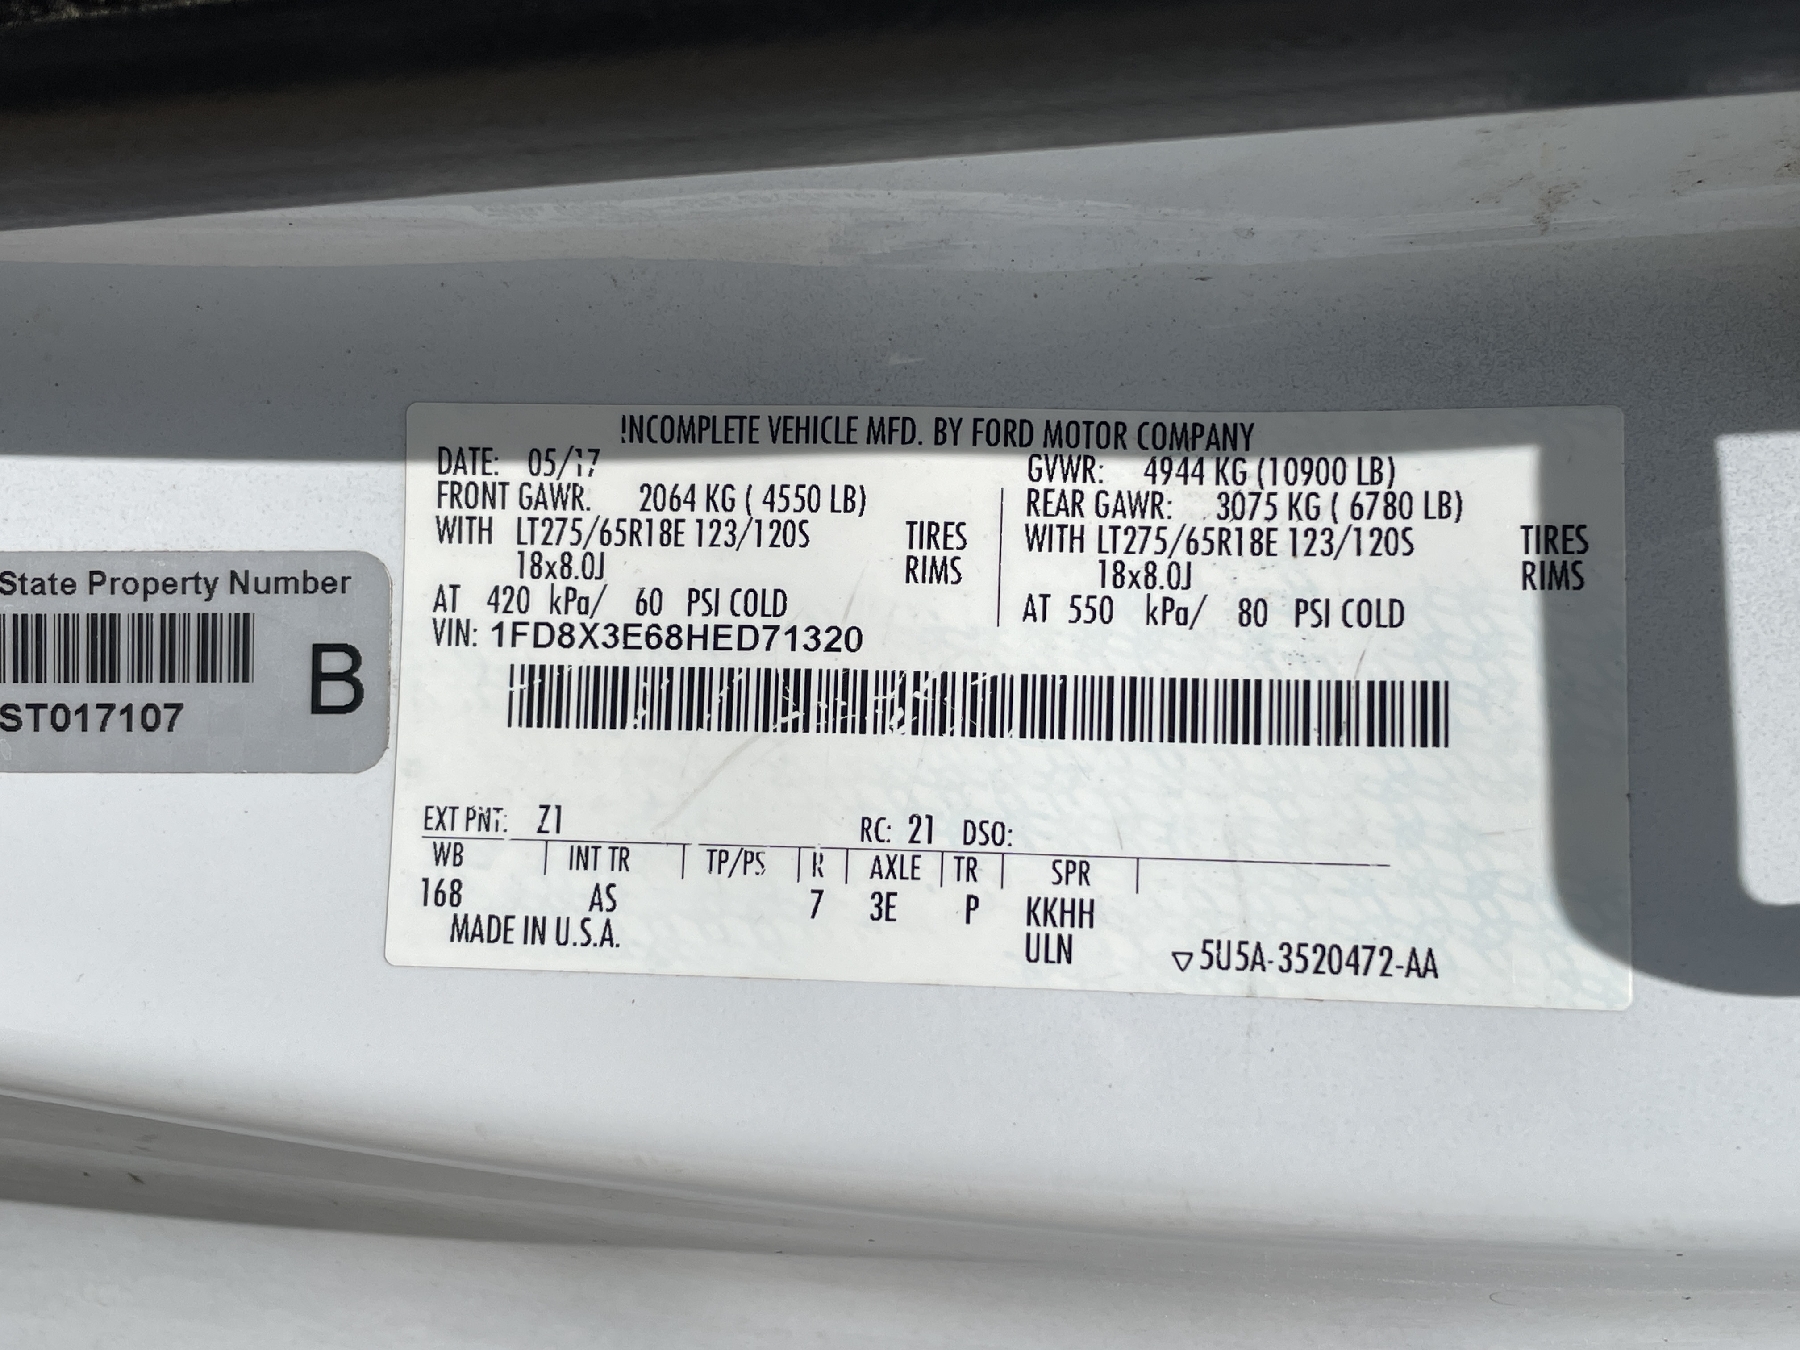 INCOMPLETE VEHICLE MFD. BY FORD MOTOR COMPANY
DATE: 05/17 GVWR: 4944 KG (10900 LB)
FRONT GAWR: 2064 KG ( 4550 LB) REAR GAWR: 3075 KG ( 6780 LB)
WITH LT275/65R18E 123/120S TIRES WITH LT275/65R18E 123/120S TIRES
18x8.0J RIMS 18x8.0J RIMS
AT 420 kPa/ 60 PSI COLD AT 550 kPa/ 80 PSI COLD
VIN: 1FD8X3E68HED71320
EXT PNT: Z1 RC: 21 DSO:
WB INT TR TP/PS R AXLE TR SPR
168 AS 7 3E P KKHH
MADE IN U.S.A. ULN ▽5U5A-3520472-AA
State Property Number
B
ST017107